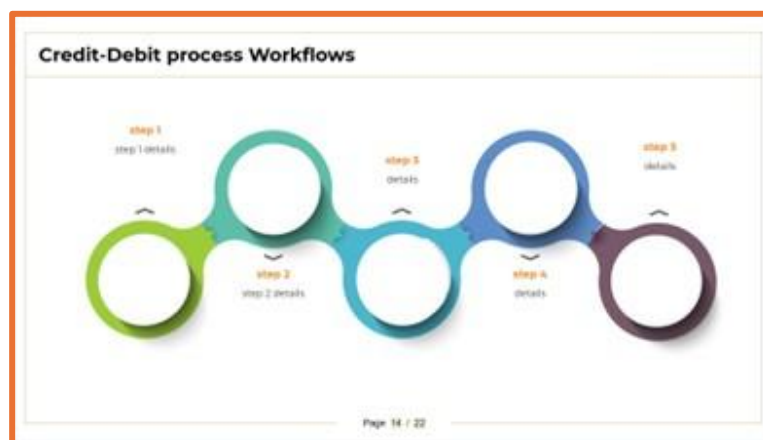 Credit-Debit process Workflows
step 1
step 1 details
step 2
step 2 details
step 3
details
step 4
details
step 5
details
Page 14 / 22